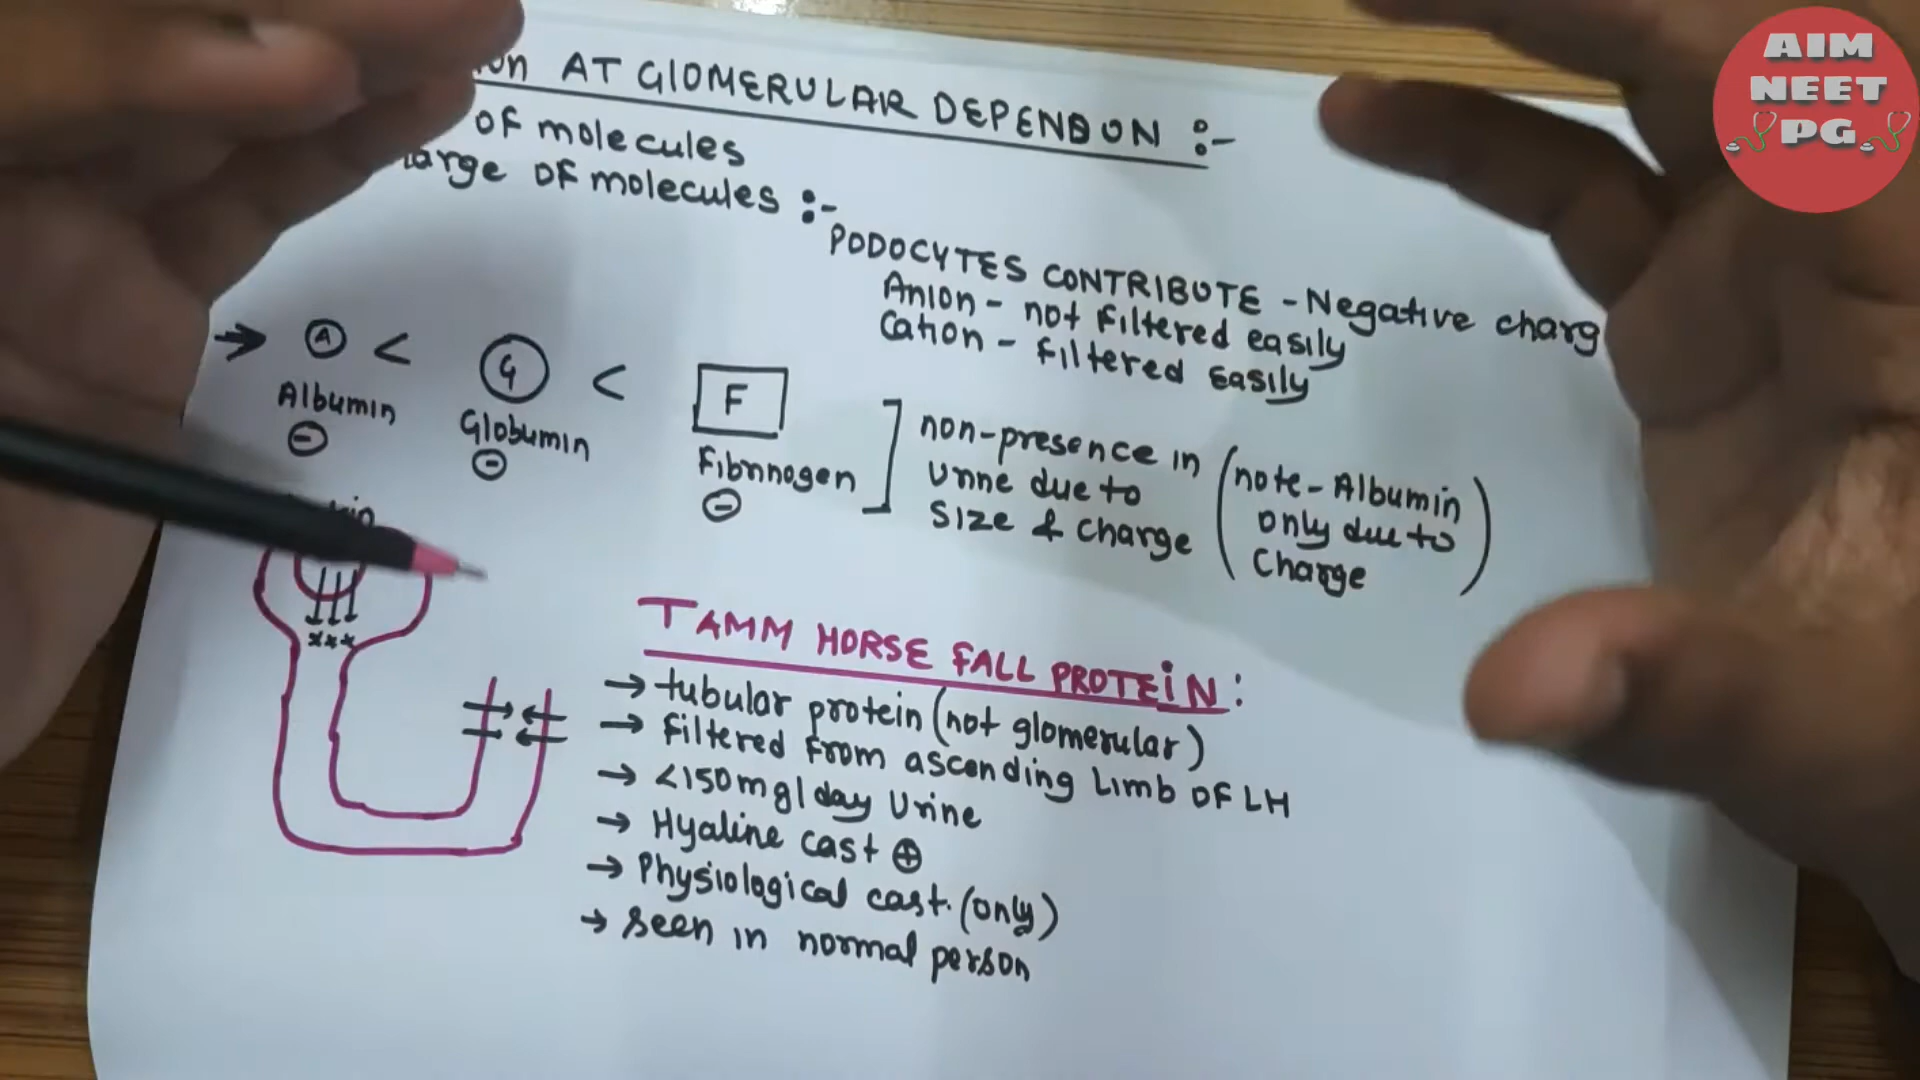 AT GLOMERULAR DEPEND ON :-
OF molecules
OF molecules :-
PODOCYTES CONTRIBUTE - Negative charg
Anion - not filtered easily
Cation - filtered easily
→ A < G < F
Albumin
Globumin
Fibrinogen
non-presence in
Urine due to
Size & Charge
(note - Albumin
only due to
Charge)
TAMM HORSE FALL PROTEIN :
→ tubular protein (not glomerular)
→ Filtered from ascending Limb OF LH
→ <150mg/day Urine
→ Hyaline cast ⊕
→ Physiological cast. (only)
→ seen in normal person
AIM
NEET
PG